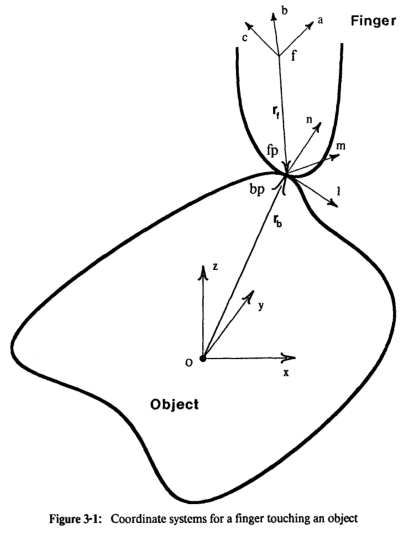 b
a
Finger
c
f
r_f
n
fp
m
bp
l
r_b
z
y
O
x
Object
Figure 3-1: Coordinate systems for a finger touching an object